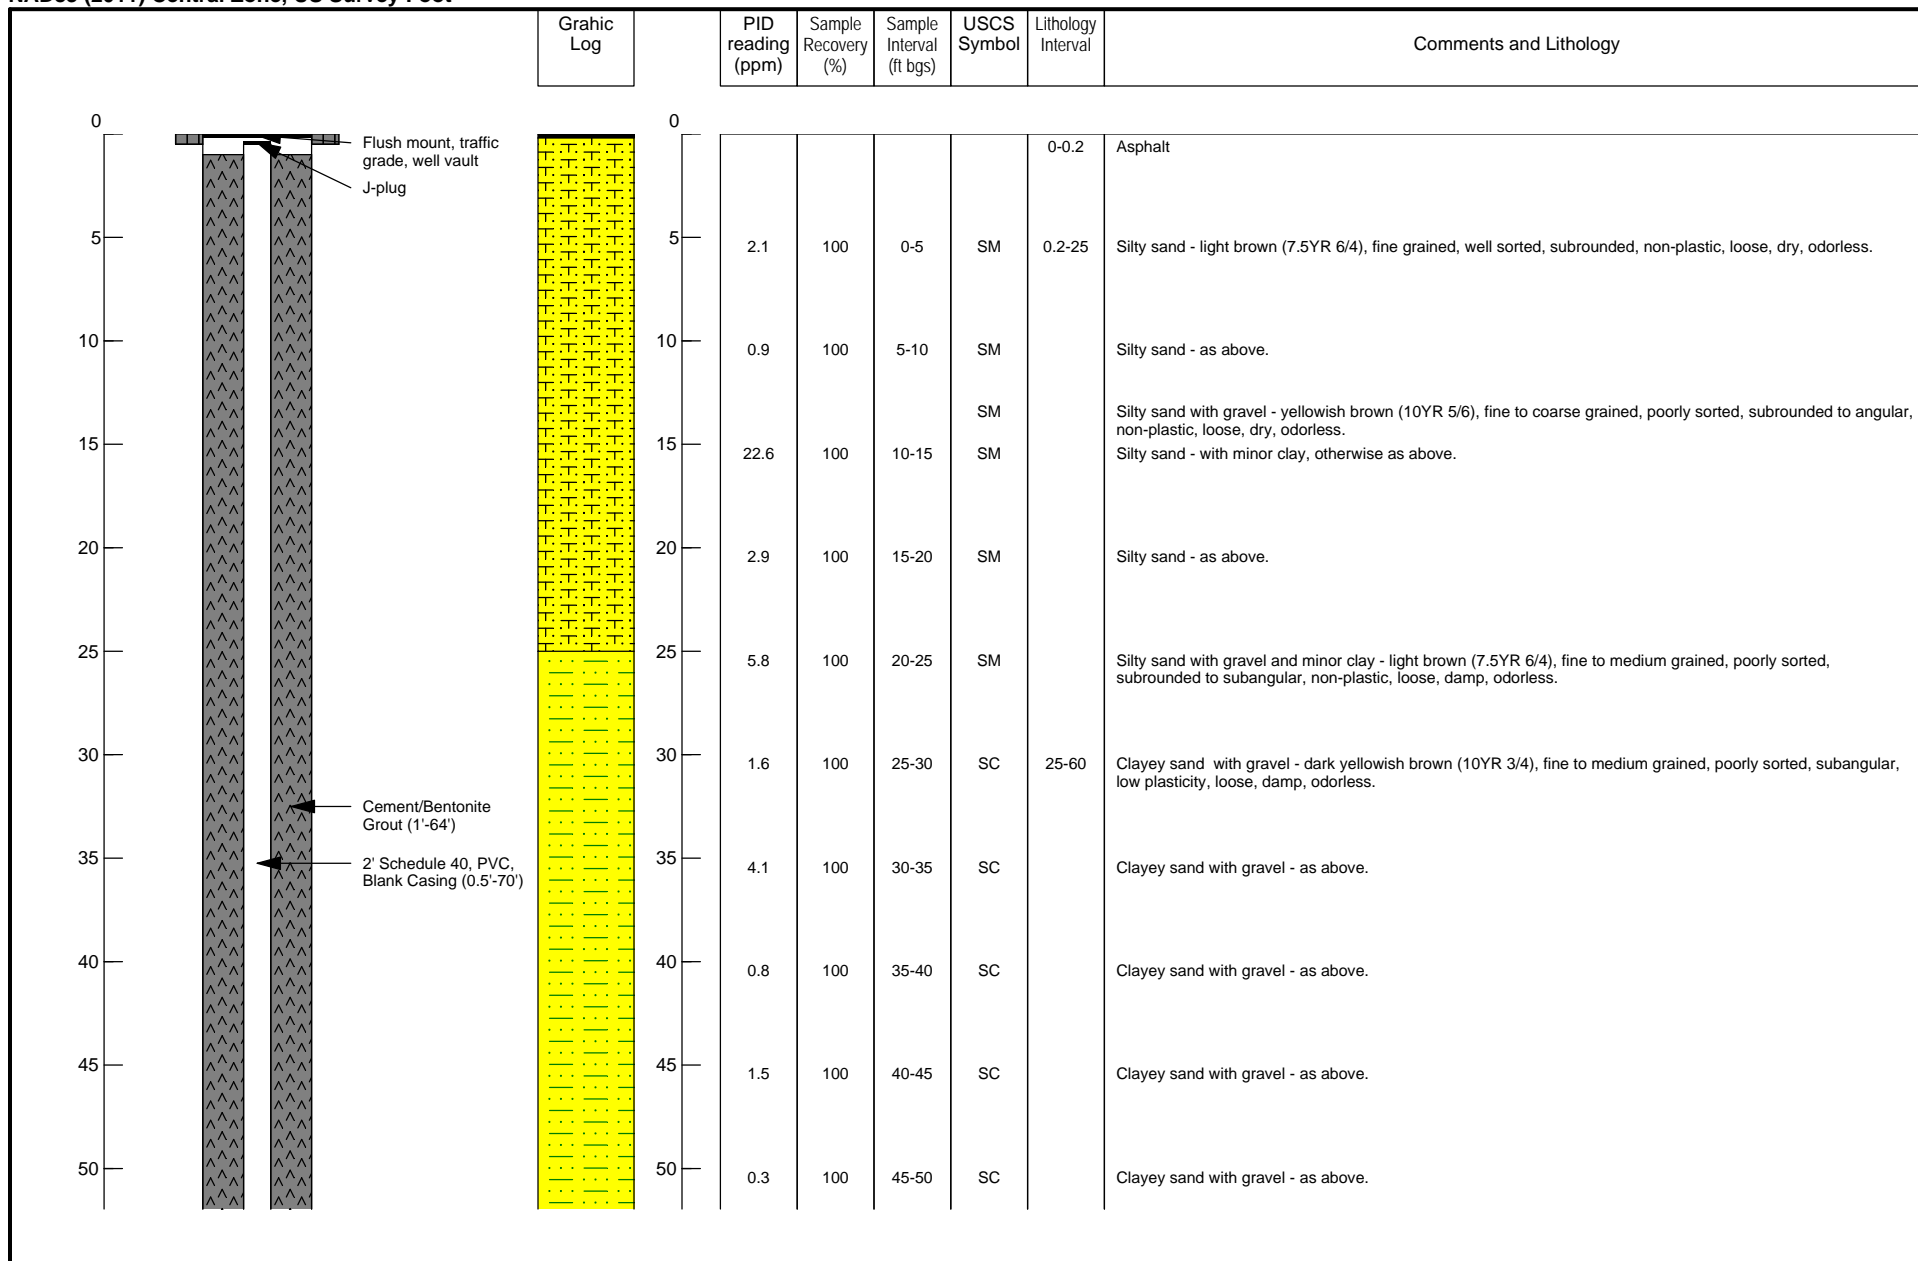 Grahic
Log
PID
reading
(ppm)
Sample
Recovery
(%)
Sample
Interval
(ft bgs)
USCS
Symbol
Lithology
Interval
Comments and Lithology
0
0
Flush mount, traffic
grade, well vault
J-plug
0-0.2 Asphalt
5
5
2.1 100 0-5 SM 0.2-25 Silty sand - light brown (7.5YR 6/4), fine grained, well sorted, subrounded, non-plastic, loose, dry, odorless.
10
10
0.9 100 5-10 SM Silty sand - as above.
SM Silty sand with gravel - yellowish brown (10YR 5/6), fine to coarse grained, poorly sorted, subrounded to angular,
non-plastic, loose, dry, odorless.
15
15
22.6 100 10-15 SM Silty sand - with minor clay, otherwise as above.
20
20
2.9 100 15-20 SM Silty sand - as above.
25
25
5.8 100 20-25 SM Silty sand with gravel and minor clay - light brown (7.5YR 6/4), fine to medium grained, poorly sorted,
subrounded to subangular, non-plastic, loose, damp, odorless.
30
30
1.6 100 25-30 SC 25-60 Clayey sand with gravel - dark yellowish brown (10YR 3/4), fine to medium grained, poorly sorted, subangular,
low plasticity, loose, damp, odorless.
Cement/Bentonite
Grout (1'-64')
35
35
2' Schedule 40, PVC,
Blank Casing (0.5'-70')
4.1 100 30-35 SC Clayey sand with gravel - as above.
40
40
0.8 100 35-40 SC Clayey sand with gravel - as above.
45
45
1.5 100 40-45 SC Clayey sand with gravel - as above.
50
50
0.3 100 45-50 SC Clayey sand with gravel - as above.